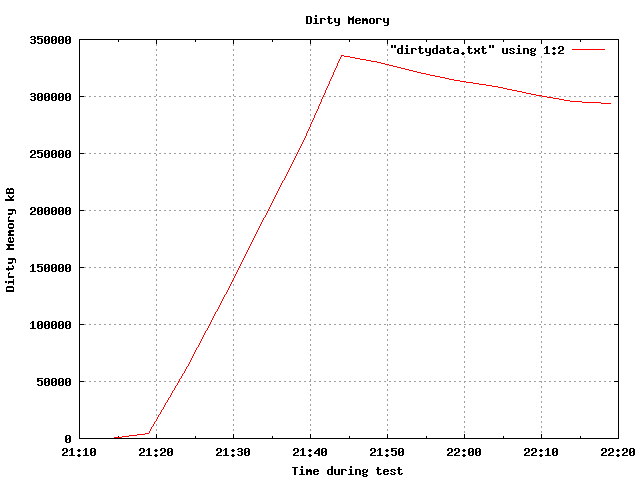 Dirty Memory
350000
"dirtydata.txt" using 1:2
300000
250000
200000
Dirty Memory kB
150000
100000
50000
0
21:10 21:20 21:30 21:40 21:50 22:00 22:10 22:20
Time during test